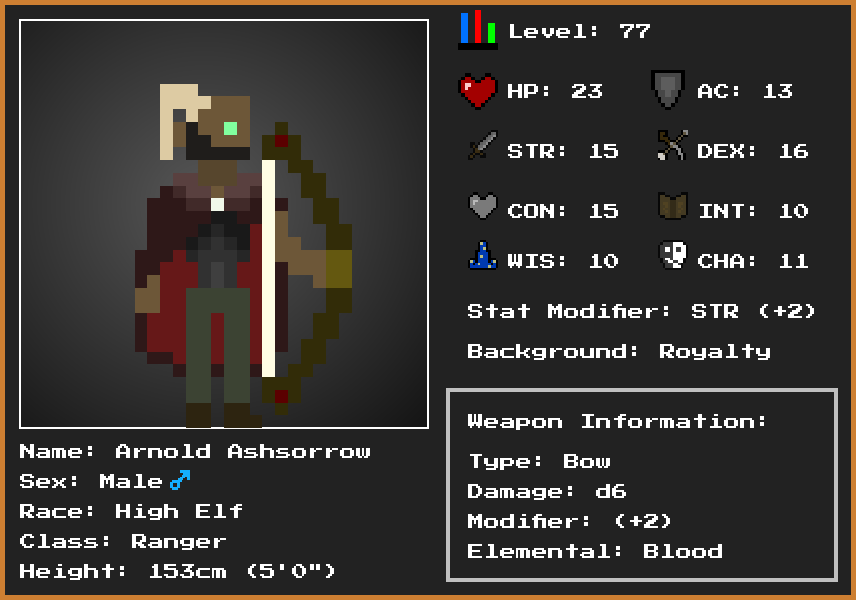 Level: 77
HP: 23
AC: 13
STR: 15
DEX: 16
CON: 15
INT: 10
WIS: 10
CHA: 11
Stat Modifier: STR (+2)
Background: Royalty
Weapon Information:
Type: Bow
Damage: d6
Modifier: (+2)
Elemental: Blood
Name: Arnold Ashsorrow
Sex: Male ♂
Race: High Elf
Class: Ranger
Height: 153cm (5'0")